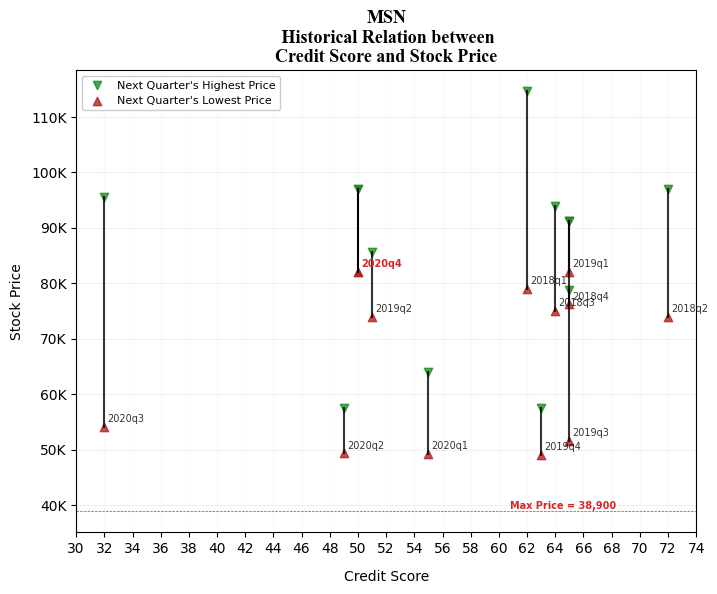 MSN
Historical Relation between
Credit Score and Stock Price
Next Quarter's Highest Price
Next Quarter's Lowest Price
110K
100K
90K
80K
70K
60K
50K
40K
Stock Price
2020q4
2019q1
2018q1
2018q4
2018q3
2019q2
2018q2
2020q3
2019q3
2020q2
2020q1
2019q4
Max Price = 38,900
30 32 34 36 38 40 42 44 46 48 50 52 54 56 58 60 62 64 66 68 70 72 74
Credit Score